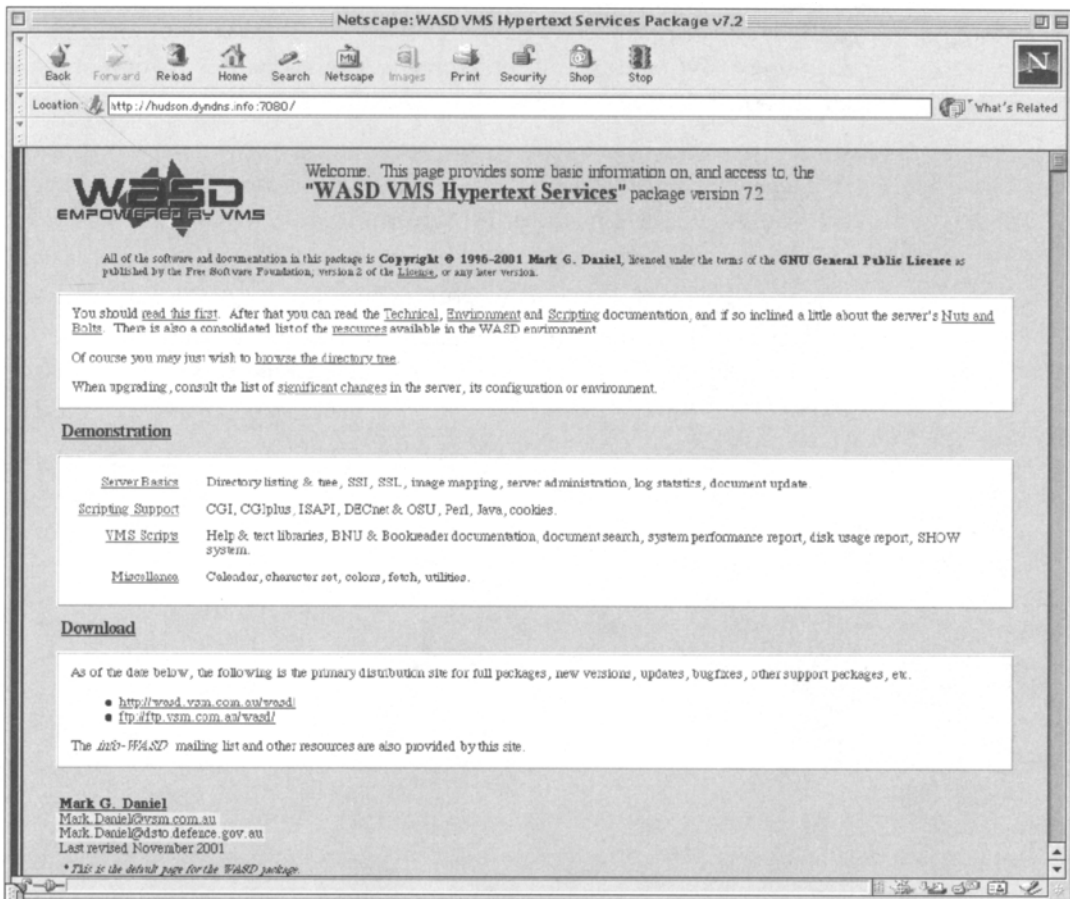 Netscape: WASD VMS Hypertext Services Package v7.2
Back Forward Reload Home Search Netscape Images Print Security Shop Stop
My
N
Location: http://hudson.dyndns.info:7080/ What's Related
WASD
EMPOWERED BY VMS
Welcome. This page provides some basic information on, and access to, the
"WASD VMS Hypertext Services" package version 7.2
All of the software and documentation in this package is Copyright © 1996-2001 Mark G. Daniel, licensed under the terms of the GNU General Public Licence as
published by the Free Software Foundation; version 2 of the License, or any later version.
You should read this first. After that you can read the Technical, Environment and Scripting documentation, and if so inclined a little about the server's Nuts and
Bolts. There is also a consolidated list of the resources available in the WASD environment
Of course you may just wish to browse the directory tree.
When upgrading, consult the list of significant changes in the server, its configuration or environment.
Demonstration
Server Basics Directory listing & tree, SSI, SSL, image mapping, server administration, log statstics, document update.
Scripting Support CGI, CGIplus, ISAPI, DECnet & OSU, Perl, Java, cookies.
VMS Scripts Help & text libraries, BNU & Bookreader documentation, document search, system performance report, disk usage report, SHOW
system.
Miscellance Calendar, character set, colors, fetch, utilities.
Download
As of the date below, the following is the primary distribution site for full packages, new versions, updates, bugfixes, other support packages, etc.
• http://wasd.vsm.com.au/wasd/
• ftp://ftp.vsm.com.au/wasd/
The info-WASD mailing list and other resources are also provided by this site.
Mark G. Daniel
Mark.Daniel@vsm.com.au
Mark.Daniel@dsto.defence.gov.au
Last revised November 2001
* This is the default page for the WASD package.